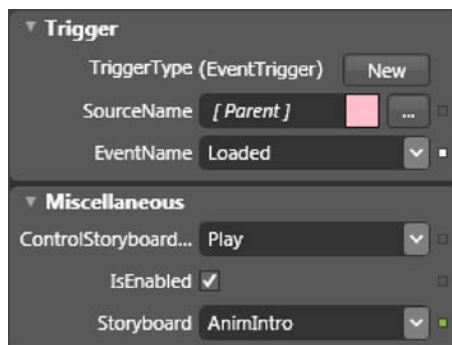 Trigger
TriggerType (EventTrigger) New
SourceName [ Parent ] ...
EventName Loaded
Miscellaneous
ControlStoryboard... Play
IsEnabled
Storyboard AnimIntro